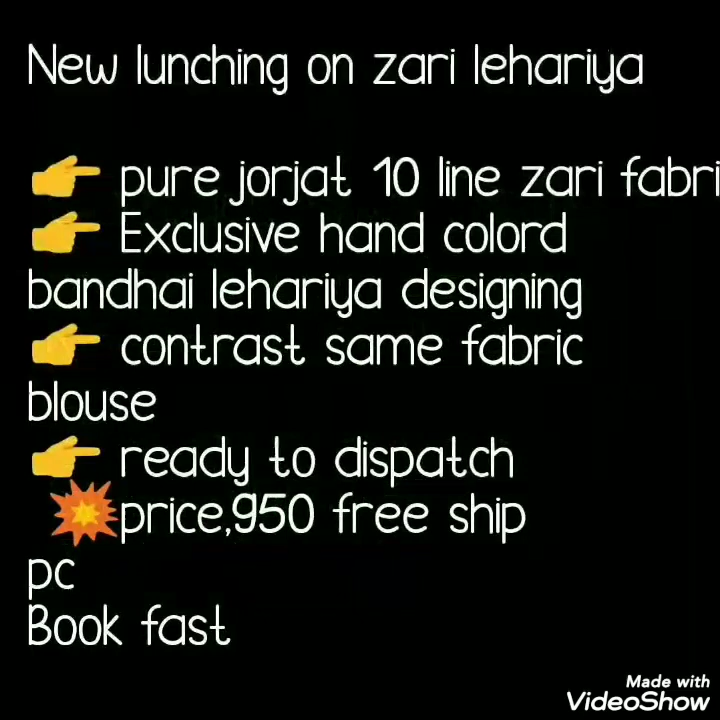 New lunching on zari lehariya
👉 pure jorjat 10 line zari fabri
👉 Exclusive hand colord
bandhai lehariya designing
👉 contrast same fabric
blouse
👉 ready to dispatch
💥price,950 free ship
pc
Book fast
Made with
VideoShow